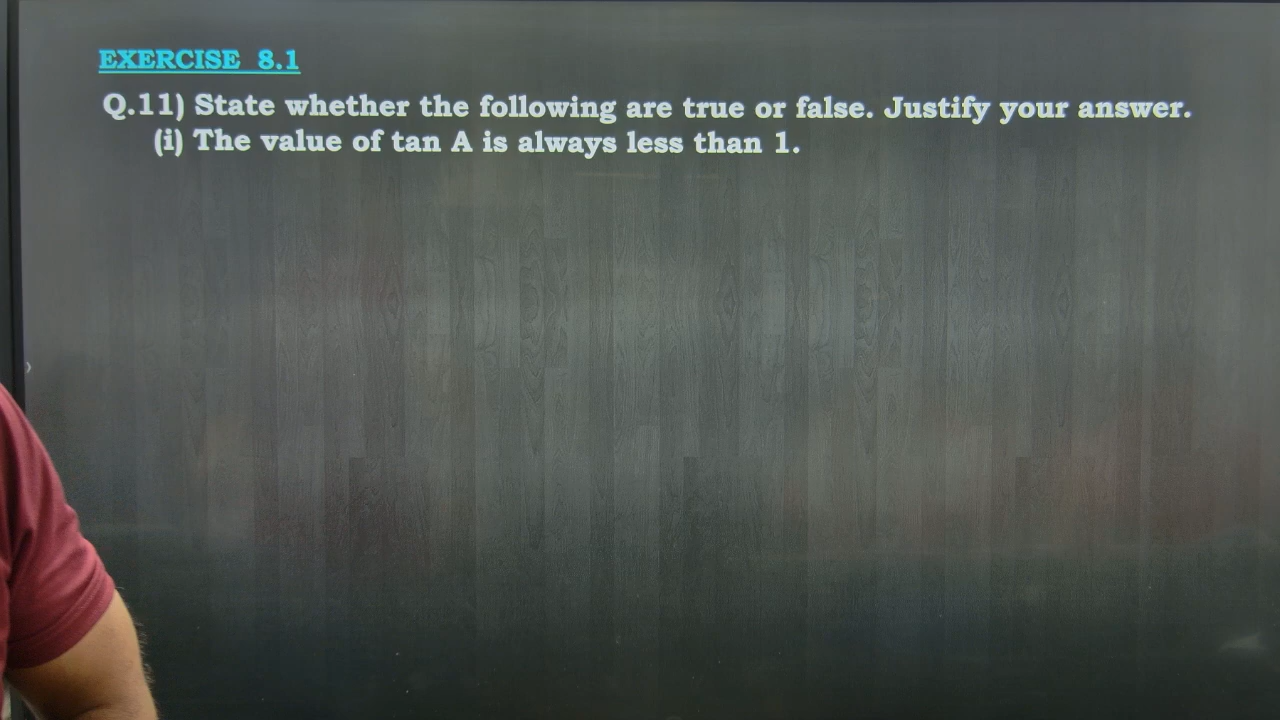 EXERCISE 8.1
Q.11) State whether the following are true or false. Justify your answer.
(i) The value of tan A is always less than 1.